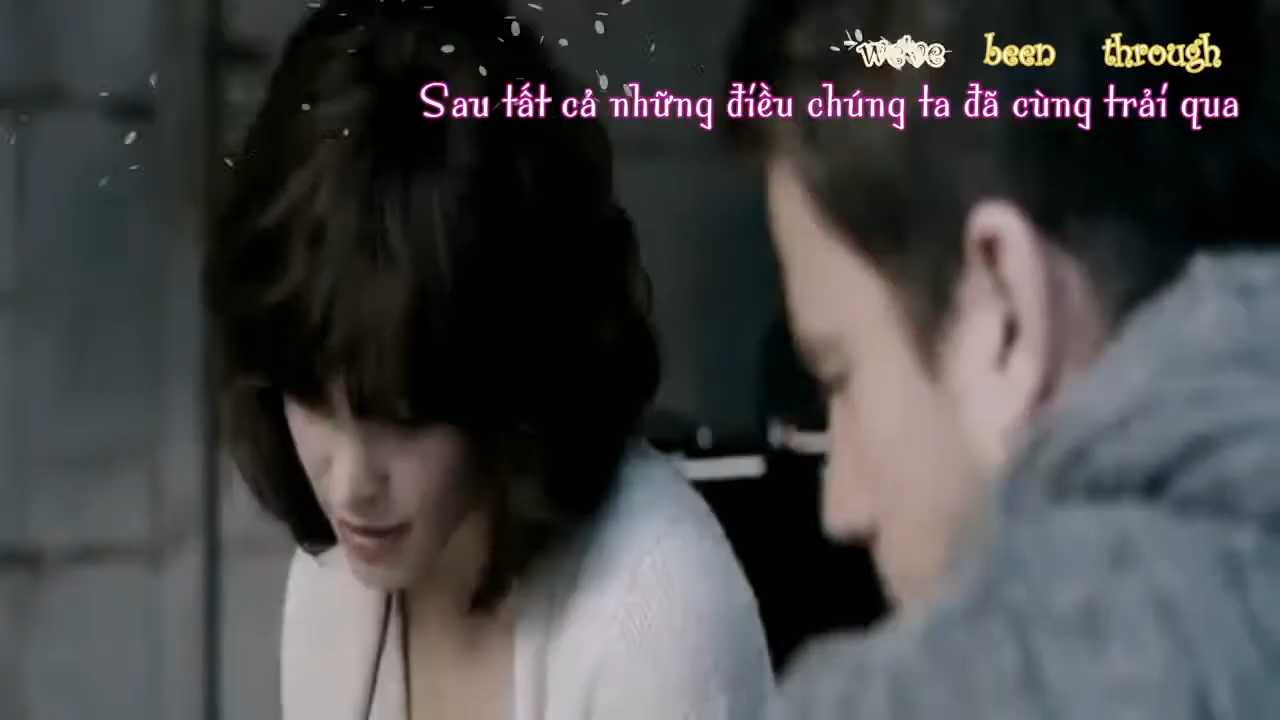 we've been through
Sau tất cả những điều chúng ta đã cùng trải qua